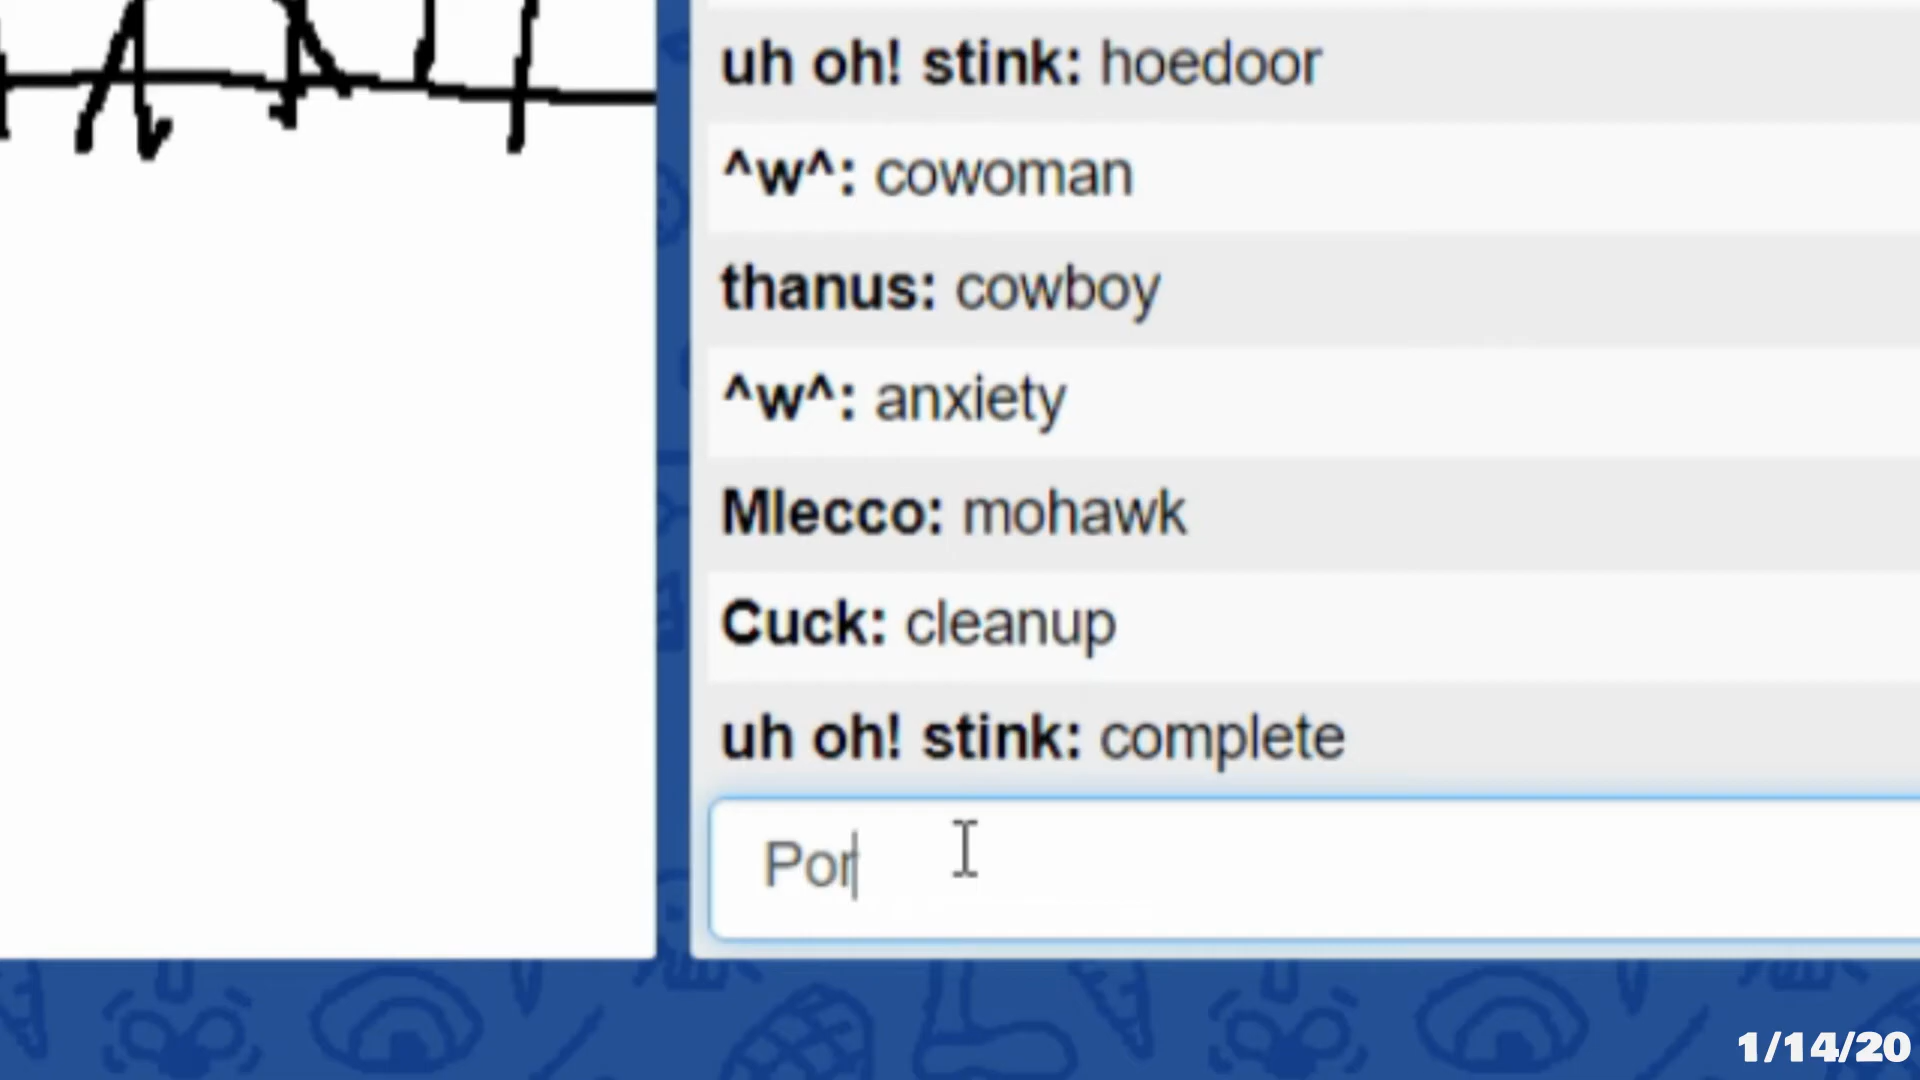 uh oh! stink: hoedoor
^w^: cowoman
thanus: cowboy
^w^: anxiety
Mlecco: mohawk
Cuck: cleanup
uh oh! stink: complete
Por
1/14/20